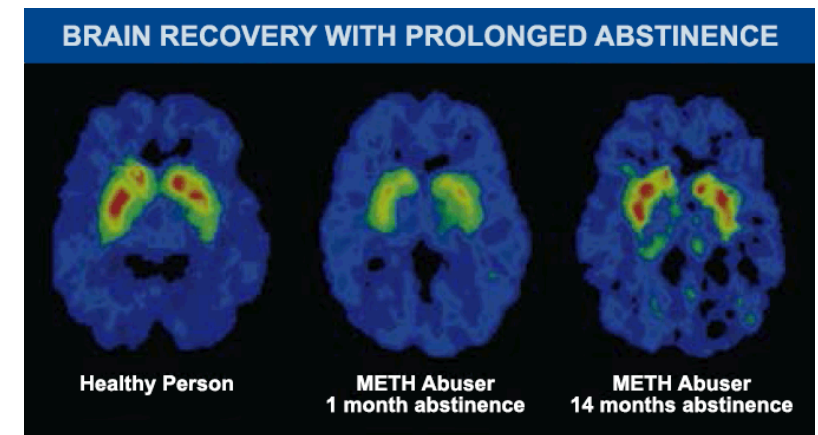 BRAIN RECOVERY WITH PROLONGED ABSTINENCE
Healthy Person
METH Abuser
1 month abstinence
METH Abuser
14 months abstinence